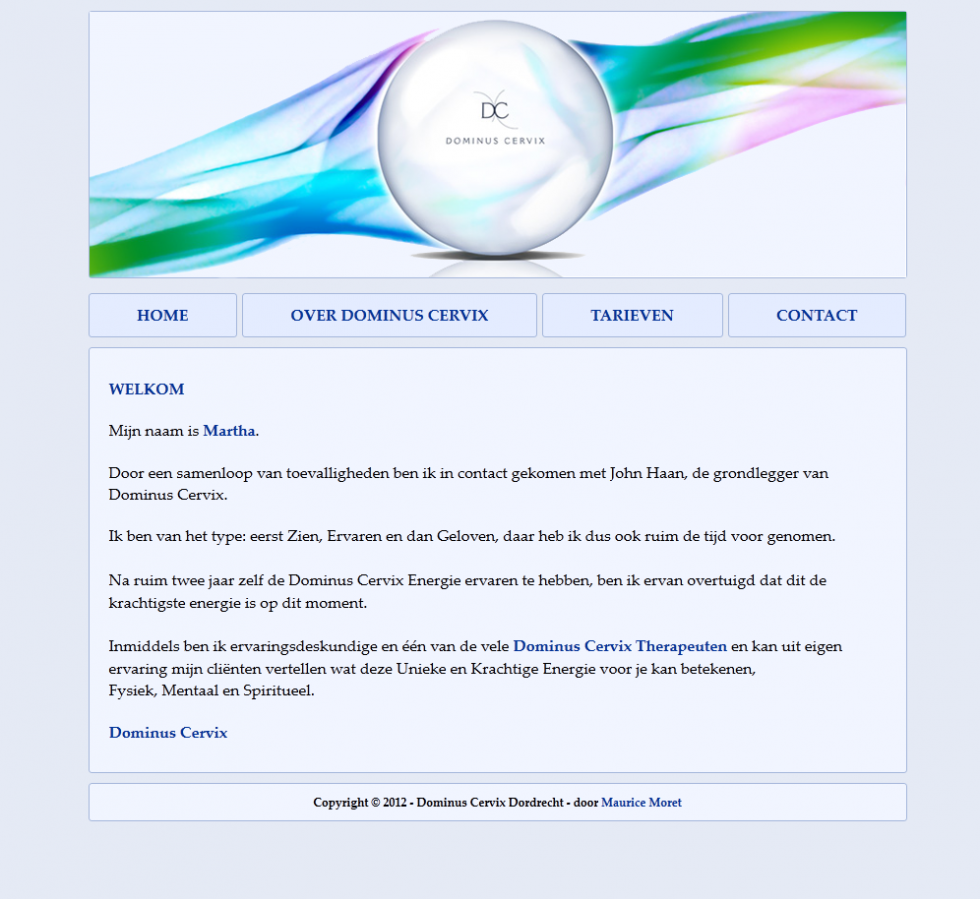 DC
DOMINUS CERVIX
HOME
OVER DOMINUS CERVIX
TARIEVEN
CONTACT
WELKOM
Mijn naam is Martha.
Door een samenloop van toevalligheden ben ik in contact gekomen met John Haan, de grondlegger van
Dominus Cervix.
Ik ben van het type: eerst Zien, Ervaren en dan Geloven, daar heb ik dus ook ruim de tijd voor genomen.
Na ruim twee jaar zelf de Dominus Cervix Energie ervaren te hebben, ben ik ervan overtuigd dat dit de
krachtigste energie is op dit moment.
Inmiddels ben ik ervaringsdeskundige en één van de vele Dominus Cervix Therapeuten en kan uit eigen
ervaring mijn cliënten vertellen wat deze Unieke en Krachtige Energie voor je kan betekenen,
Fysiek, Mentaal en Spiritueel.
Dominus Cervix
Copyright © 2012 - Dominus Cervix Dordrecht - door Maurice Moret